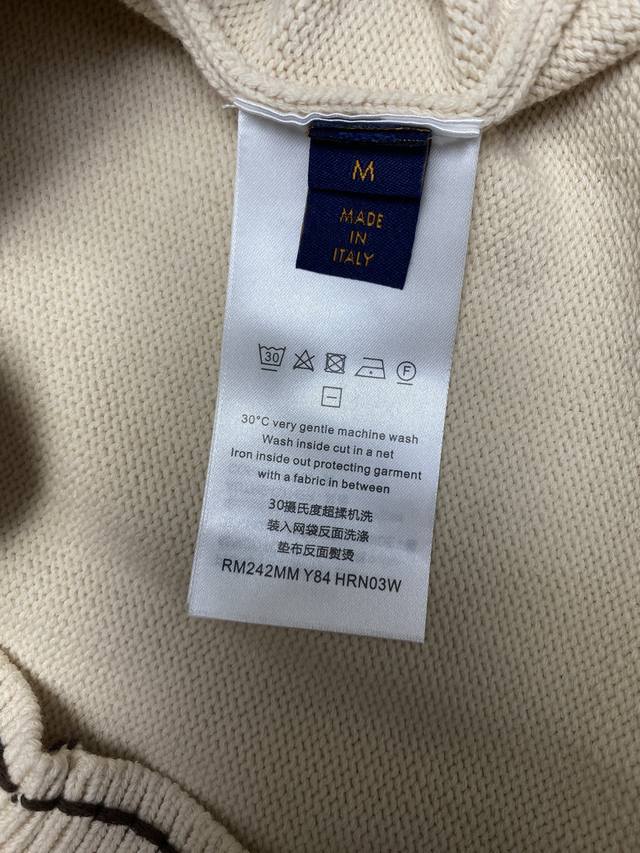 M
MADE
IN
ITALY
30
F
30°C very gentle machine wash
Wash inside cut in a net
Iron inside out protecting garment
with a fabric in between
30摄氏度超揉机洗
装入网袋反面洗涤
垫布反面熨烫
RM242MM Y84 HRN03W